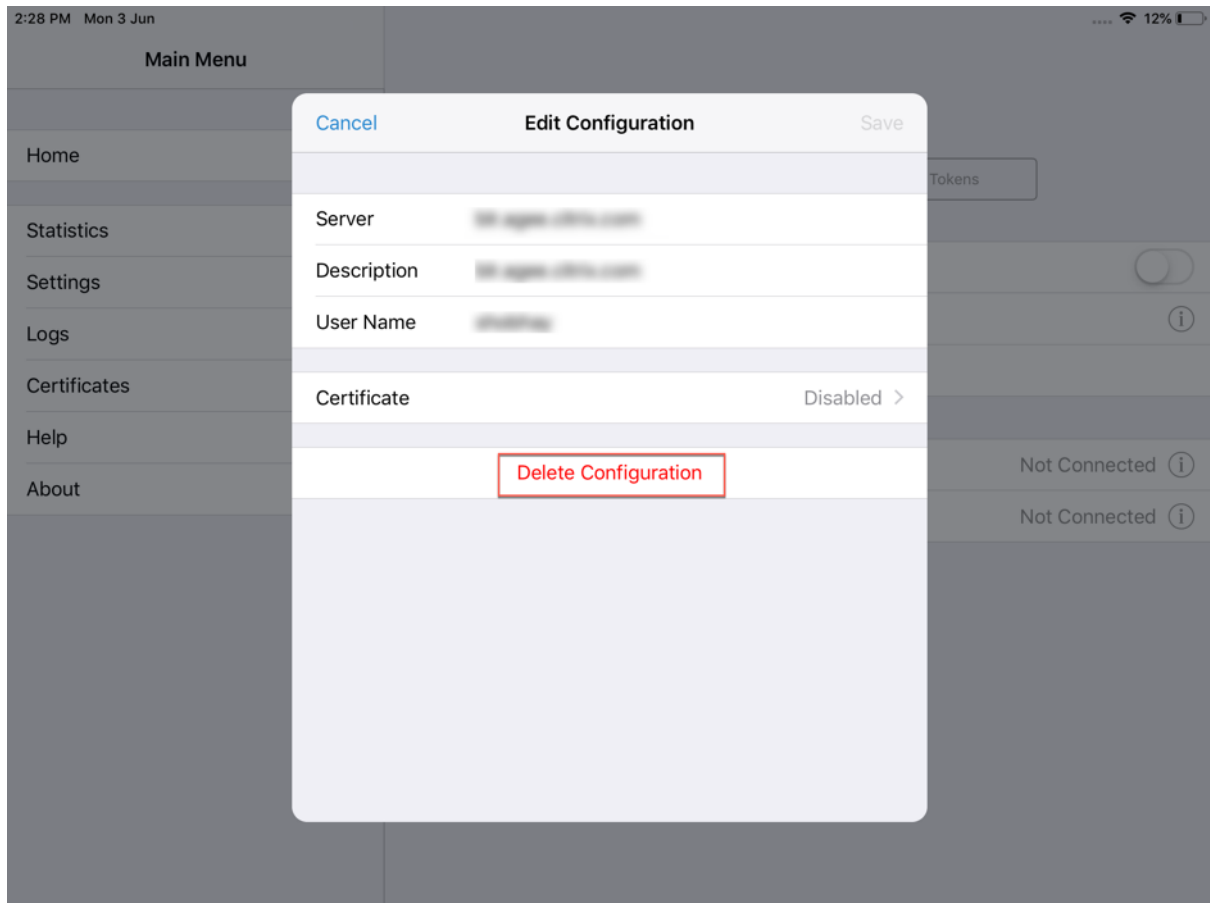 2:28 PM Mon 3 Jun
12%
Main Menu
Cancel
Edit Configuration
Save
Home
Tokens
Server
Statistics
Description
Settings
User Name
Logs
Certificates
Certificate
Disabled
Help
Delete Configuration
Not Connected
About
Not Connected